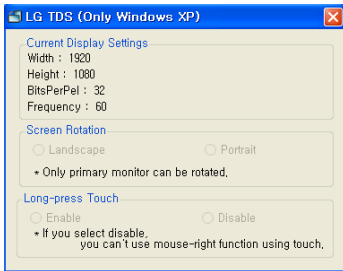 LG TDS (Only Windows XP)
Current Display Settings
Width : 1920
Height : 1080
BitsPerPel : 32
Frequency : 60
Screen Rotation
Landscape Portrait
* Only primary monitor can be rotated,
Long-press Touch
Enable Disable
* If you select disable,
you can't use mouse-right function using touch,